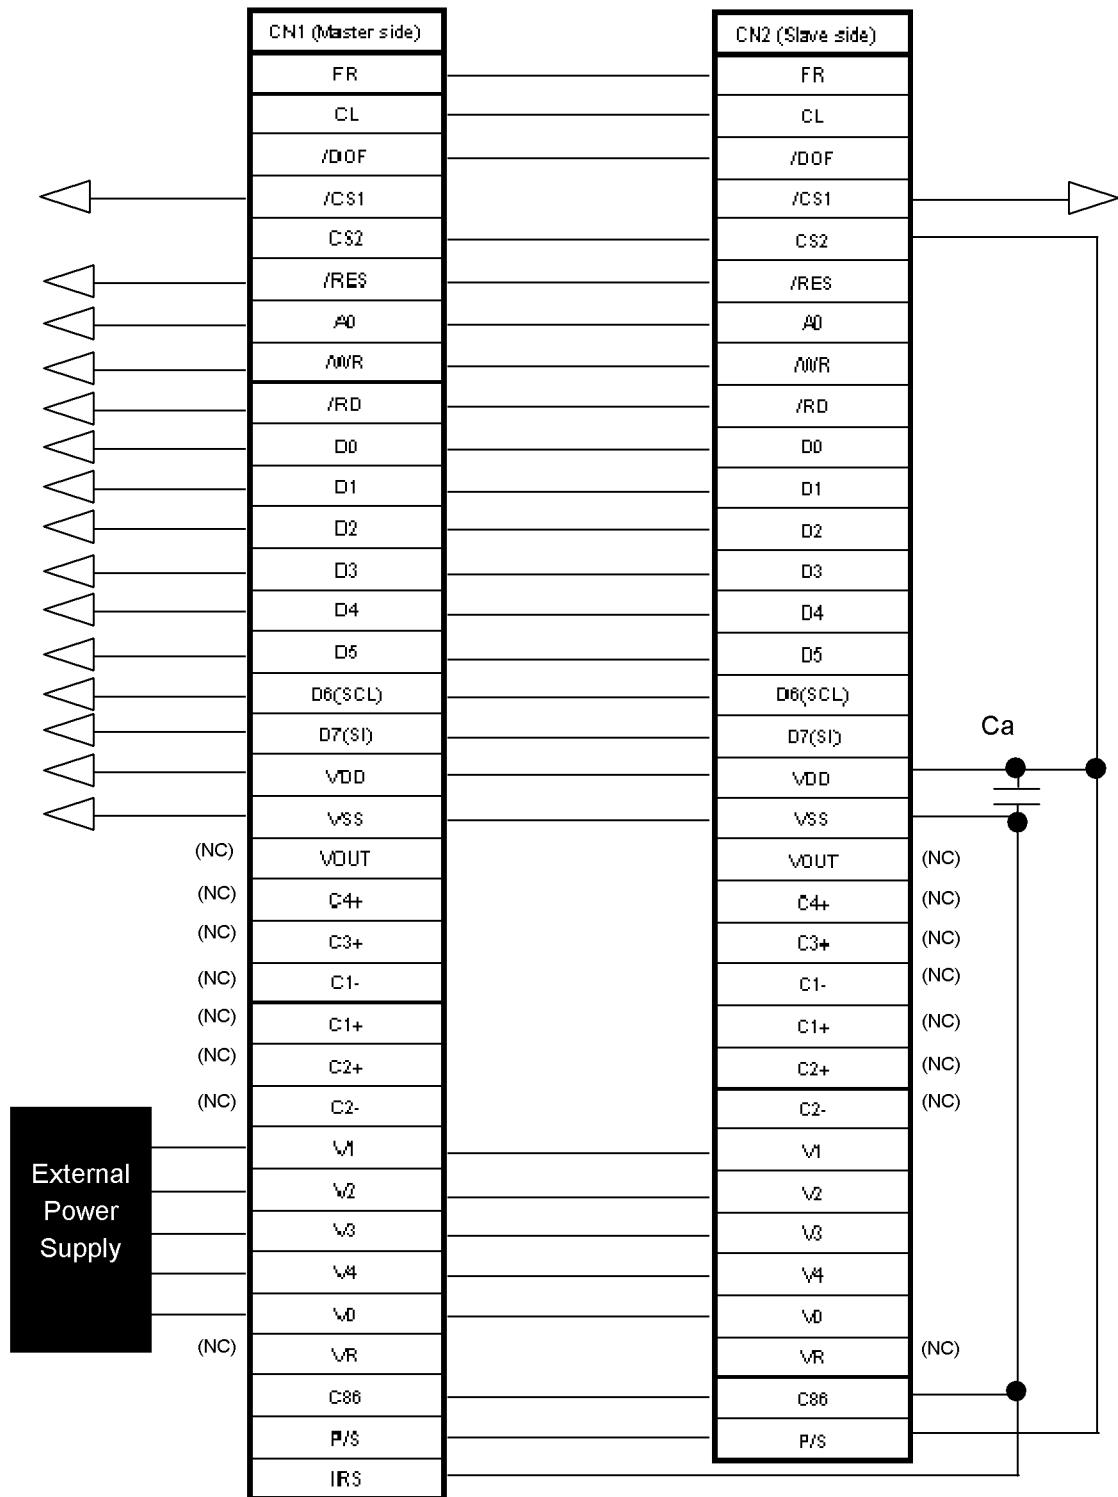 CN1 (Master side) CN2 (Slave side)
FR FR
CL CL
/DOF /DOF
/CS1 /CS1
CS2 CS2
/RES /RES
A0 A0
/WR /WR
/RD /RD
D0 D0
D1 D1
D2 D2
D3 D3
D4 D4
D5 D5
D6(SCL) D6(SCL)
D7(SI) D7(SI) Ca
VDD VDD
VSS VSS
(NC) VOUT VOUT (NC)
(NC) C4+ C4+ (NC)
(NC) C3+ C3+ (NC)
(NC) C1- C1- (NC)
(NC) C1+ C1+ (NC)
(NC) C2+ C2+ (NC)
(NC) C2- C2- (NC)
V1 V1
External
Power
Supply
V2 V2
V3 V3
V4 V4
V0 V0
(NC) VR VR (NC)
C86 C86
P/S P/S
IRS